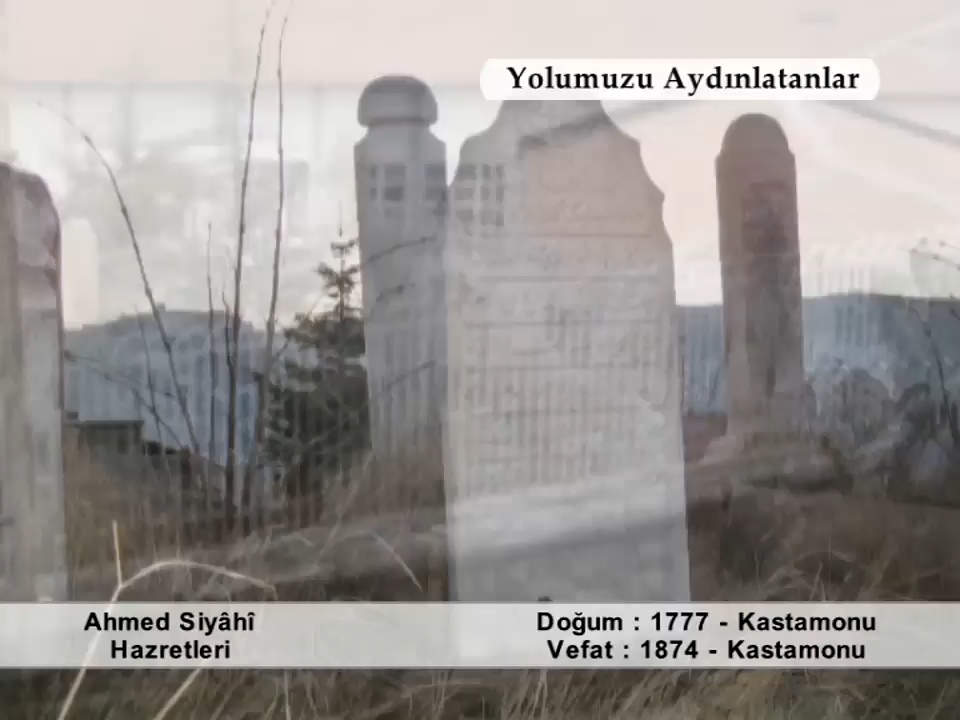 Yolumuzu Aydınlatanlar
Ahmed Siyâhî
Hazretleri
Doğum : 1777 - Kastamonu
Vefat : 1874 - Kastamonu